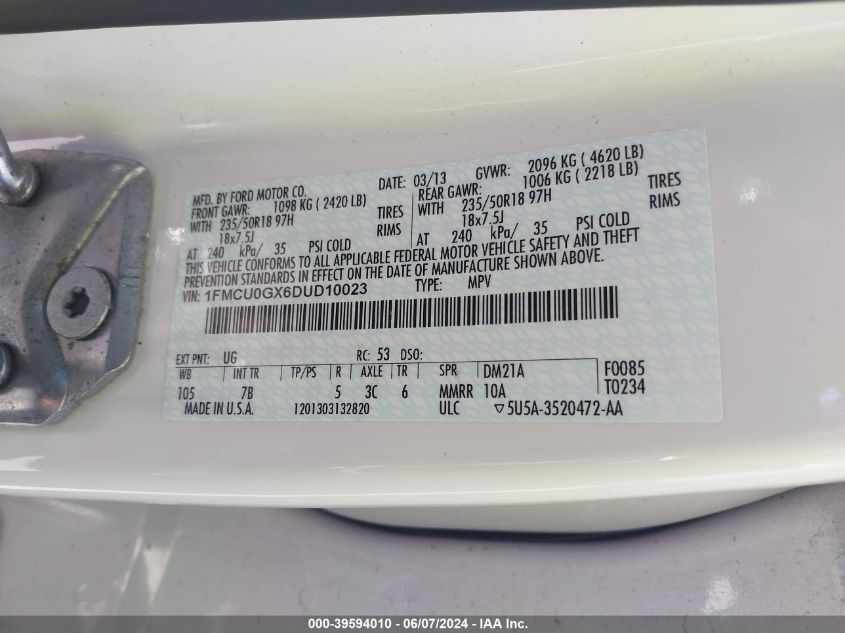 MFD. BY FORD MOTOR CO.
DATE: 03/13 GVWR: 2096 KG ( 4620 LB)
FRONT GAWR: 1098 KG ( 2420 LB)
REAR GAWR: 1006 KG ( 2218 LB)
WITH 235/50R18 97H TIRES
WITH 235/50R18 97H TIRES
18x7.5J RIMS
18x7.5J RIMS
AT 240 kPa/ 35 PSI COLD
AT 240 kPa/ 35 PSI COLD
THIS VEHICLE CONFORMS TO ALL APPLICABLE FEDERAL MOTOR VEHICLE SAFETY AND THEFT
PREVENTION STANDARDS IN EFFECT ON THE DATE OF MANUFACTURE SHOWN ABOVE.
VIN: 1FMCU0GX6DUD10023 TYPE: MPV
EXT PNT: UG RC: 53 DSO:
WB INT TR TP/PS R AXLE TR SPR DM21A F0085
105 7B 5 3C 6 MMRR 10A T0234
MADE IN U.S.A. 1201303132820 ULC ▽5U5A-3520472-AA
000-39594010 - 06/07/2024 - IAA Inc.